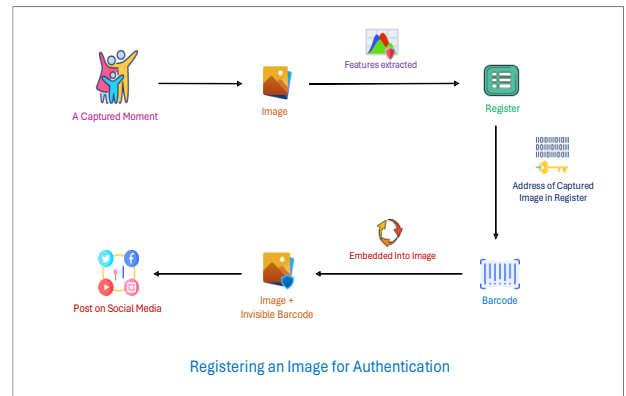 Features extracted
A Captured Moment
Image
Register
Address of Captured
Image in Register
Embedded Into Image
Post on Social Media
Image +
Invisible Barcode
Barcode
Registering an Image for Authentication